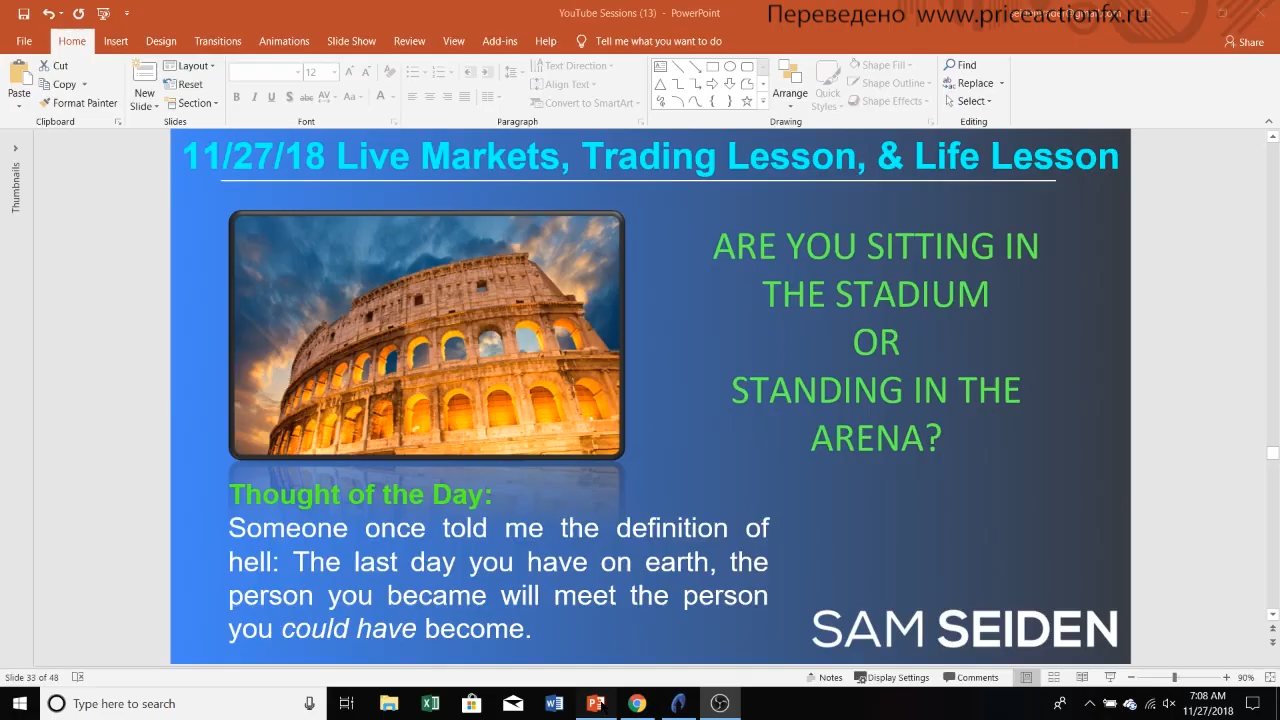 YouTube Sessions (13) - PowerPoint
Переведено www.priceactionfx.ru
File Home Insert Design Transitions Animations Slide Show Review View Add-ins Help Tell me what you want to do Share
Paste
Cut
Copy
Format Painter
Clipboard
New Slide
Layout
Reset
Section
Slides
12
B I U S abc AV Aa A
Font
Text Direction
Align Text
Convert to SmartArt
Paragraph
Arrange
Quick Styles
Shape Fill
Shape Outline
Shape Effects
Drawing
Find
Replace
Select
Editing
Thumbnails
11/27/18 Live Markets, Trading Lesson, & Life Lesson
ARE YOU SITTING IN
THE STADIUM
OR
STANDING IN THE
ARENA?
Thought of the Day:
Someone once told me the definition of
hell: The last day you have on earth, the
person you became will meet the person
you could have become.
SAM SEIDEN
Slide 33 of 48 Notes Display Settings Comments 90%
Type here to search
7:08 AM
11/27/2018